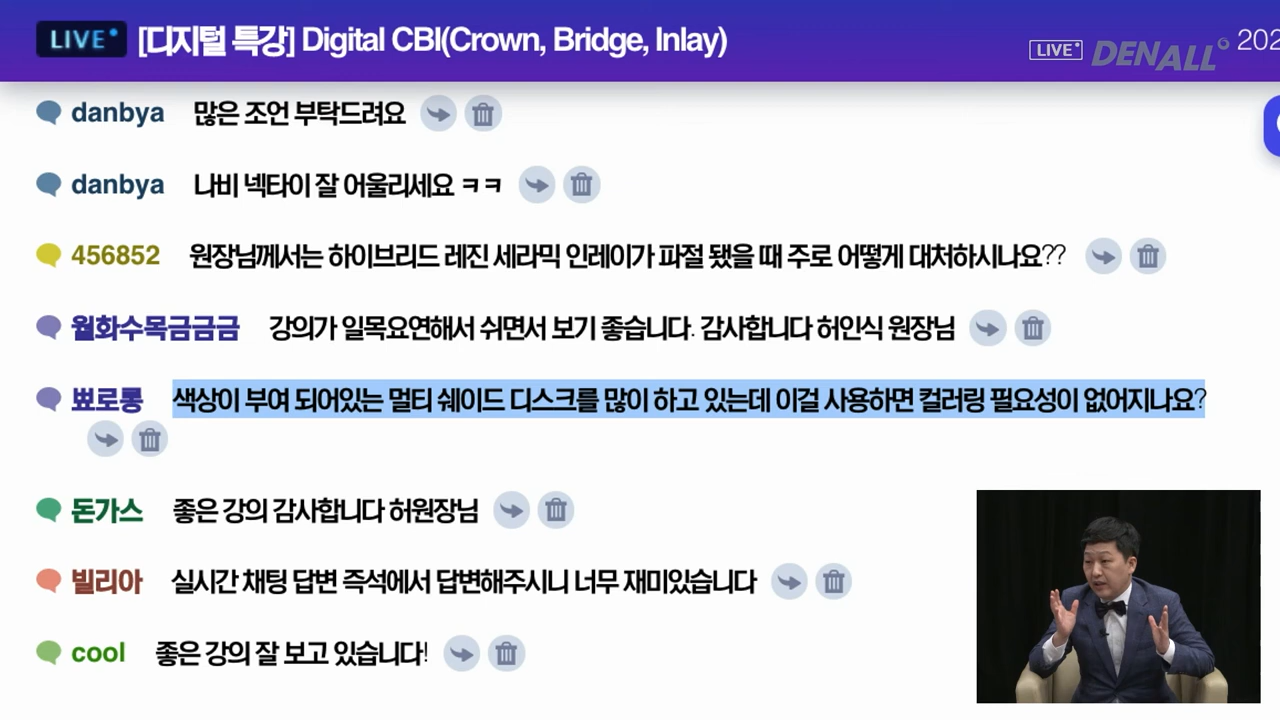 LIVE [디지털 특강] Digital CBI(Crown, Bridge, Inlay)
LIVE DENALL 202
danbya 많은 조언 부탁드려요
danbya 나비 넥타이 잘 어울리세요 ㅋㅋ
456852 원장님께서는 하이브리드 레진 세라믹 인레이가 파절 됐을 때 주로 어떻게 대처하시나요??
월화수목금금금 강의가 일목요연해서 쉬면서 보기 좋습니다. 감사합니다 허인식 원장님
뾰로롱 색상이 부여 되어있는 멀티 쉐이드 디스크를 많이 하고 있는데 이걸 사용하면 컬러링 필요성이 없어지나요?
돈가스 좋은 강의 감사합니다 허원장님
빌리아 실시간 채팅 답변 즉석에서 답변해주시니 너무 재미있습니다
cool 좋은 강의 잘 보고 있습니다!